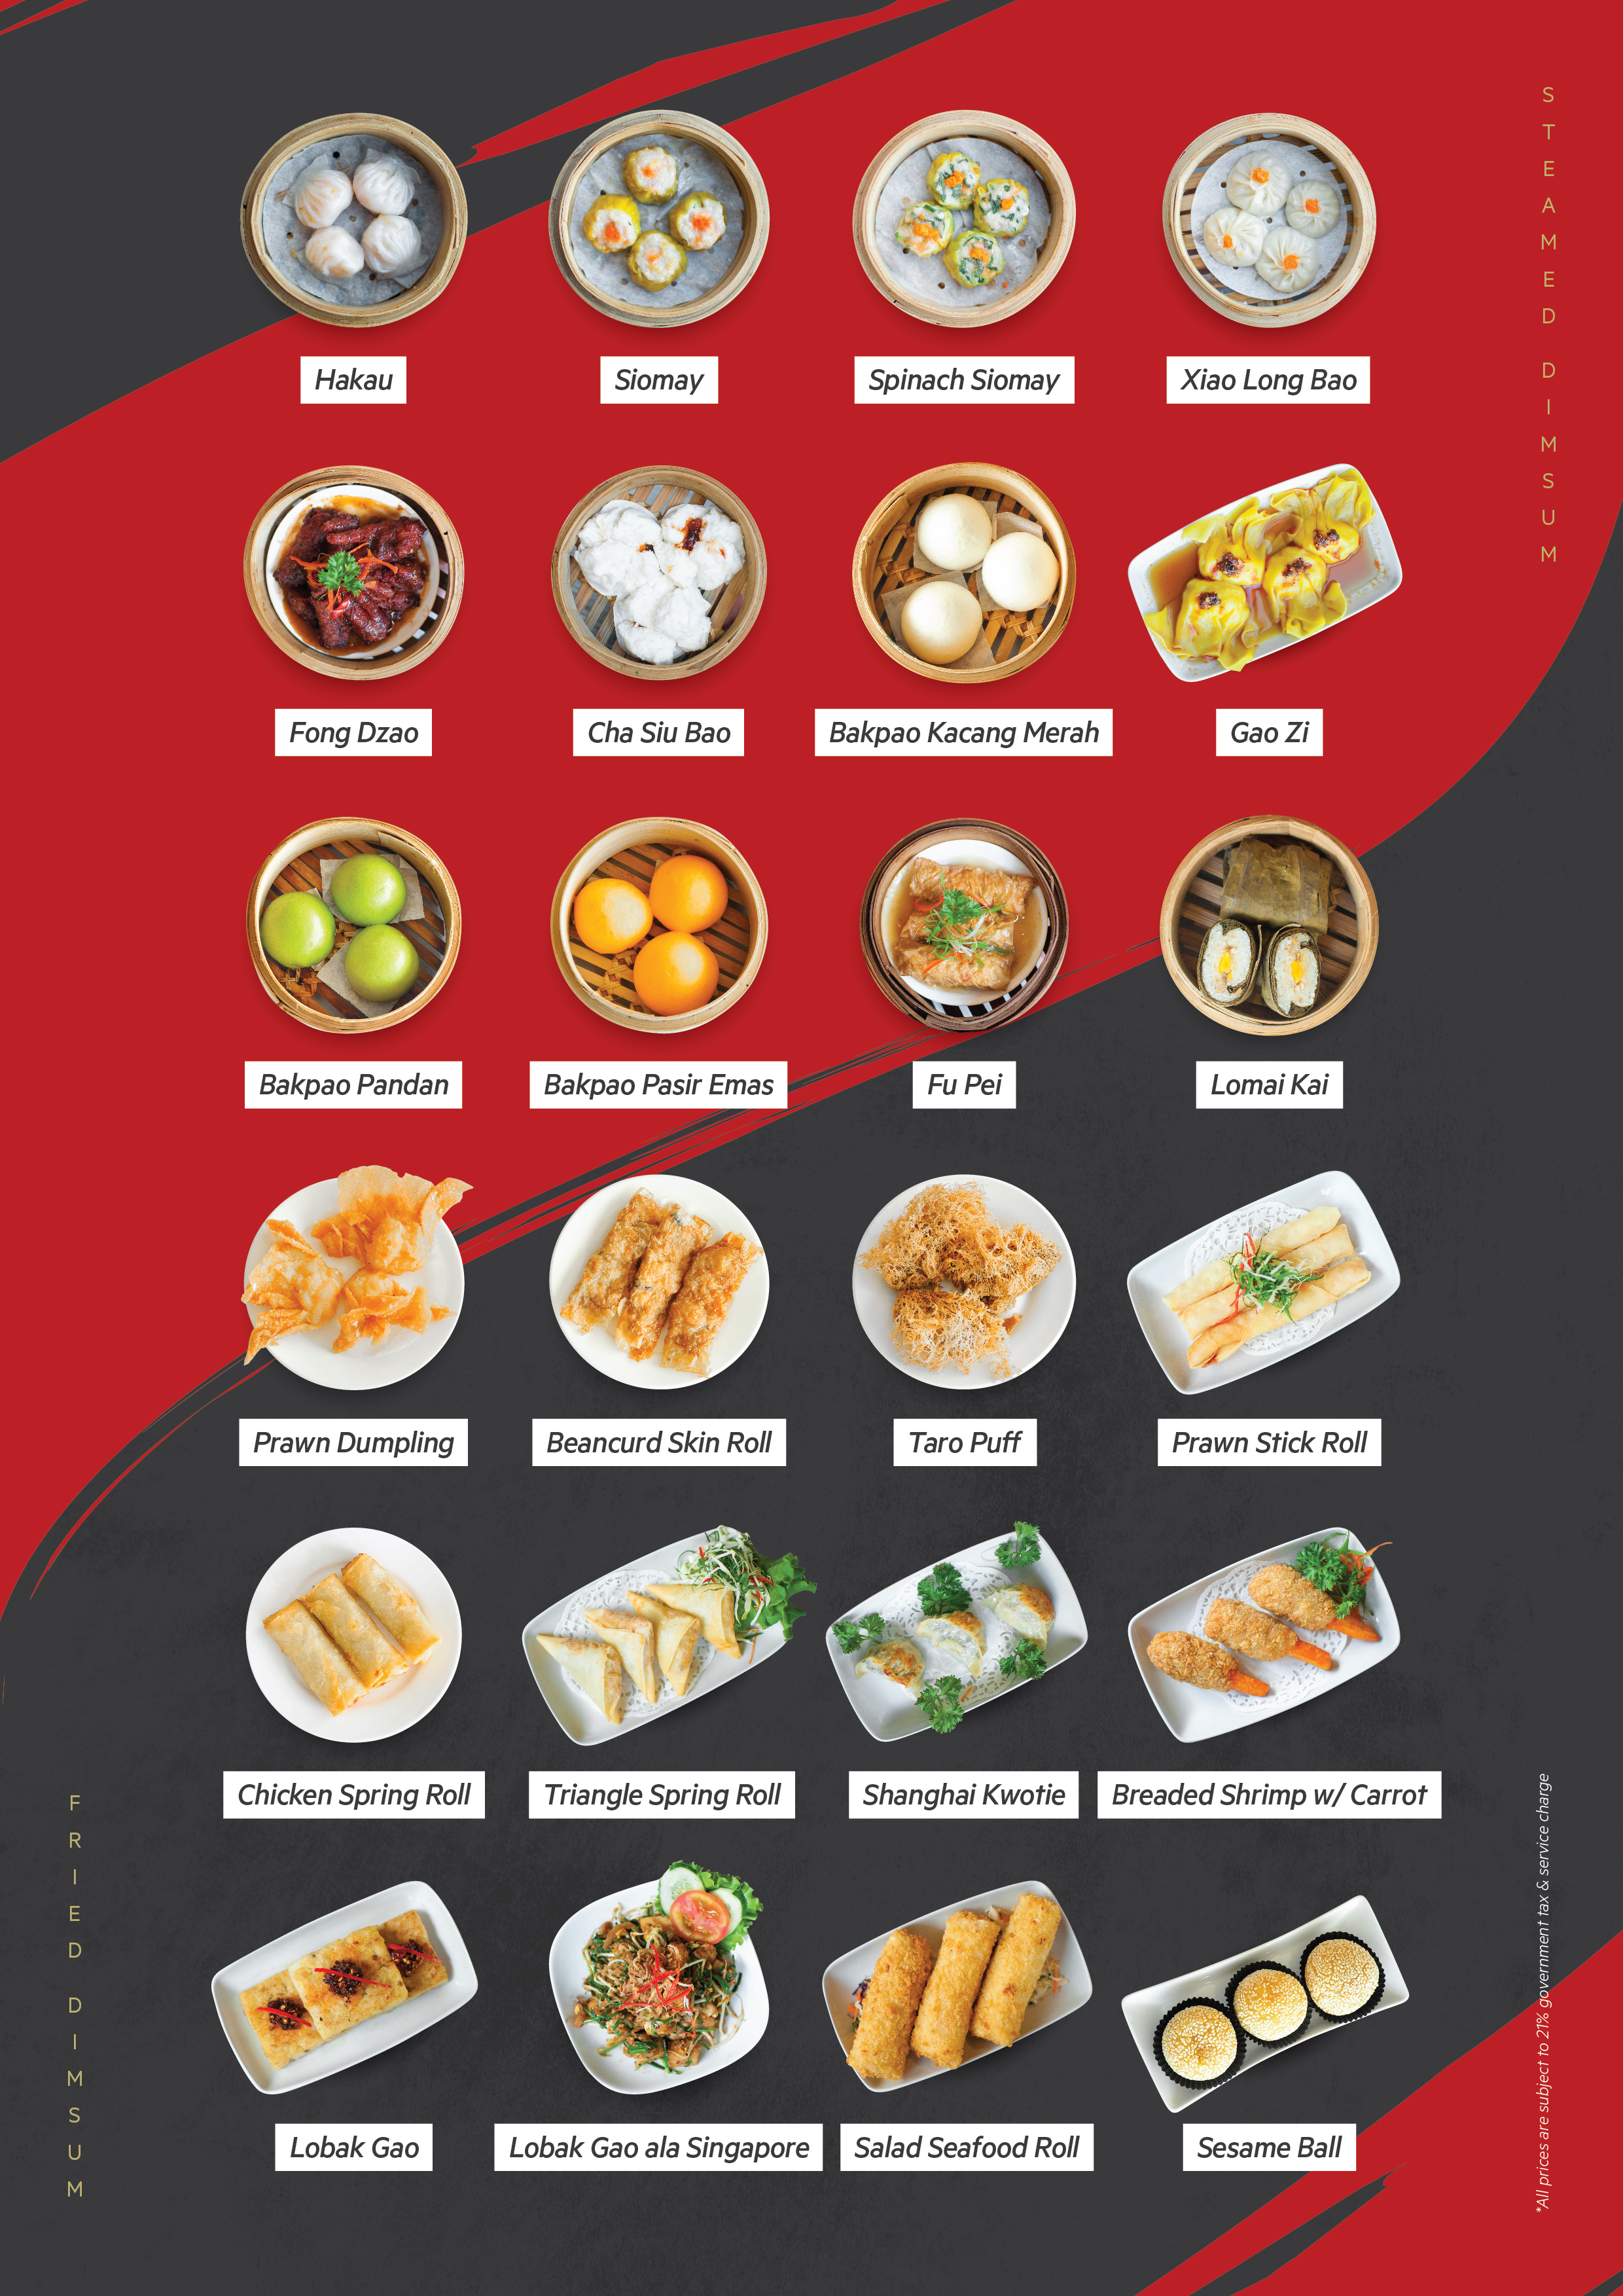 STEAMED DIMSUM
Hakau
Siomay
Spinach Siomay
Xiao Long Bao
Fong Dzao
Cha Siu Bao
Bakpao Kacang Merah
Gao Zi
Bakpao Pandan
Bakpao Pasir Emas
Fu Pei
Lomai Kai
FRIED DIMSUM
Prawn Dumpling
Beancurd Skin Roll
Taro Puff
Prawn Stick Roll
Chicken Spring Roll
Triangle Spring Roll
Shanghai Kwotie
Breaded Shrimp w/ Carrot
Lobak Gao
Lobak Gao ala Singapore
Salad Seafood Roll
Sesame Ball
*All prices are subject to 21% government tax & service charge